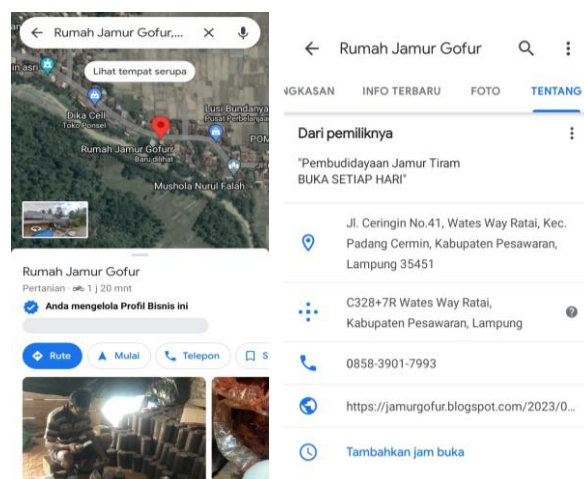 Rumah Jamur Gofur,...
Lihat tempat serupa
Dika Cell
Toko Ponsel
Lusi Bundanya
Pusat Perbelanjaan
POM
Rumah Jamur Gofurr
Baru dilihat
Mushola Nurul Falah
Rumah Jamur Gofur
Pertanian · 1 j 20 mnt
Anda mengelola Profil Bisnis ini
Rute
Mulai
Telepon
S
Rumah Jamur Gofur
NGKASAN
INFO TERBARU
FOTO
TENTANG
Dari pemiliknya
"Pembudidayaan Jamur Tiram
BUKA SETIAP HARI"
Jl. Ceringin No.41, Wates Way Ratai, Kec.
Padang Cermin, Kabupaten Pesawaran,
Lampung 35451
C328+7R Wates Way Ratai,
Kabupaten Pesawaran, Lampung
0858-3901-7993
https://jamurgofur.blogspot.com/2023/0...
Tambahkan jam buka